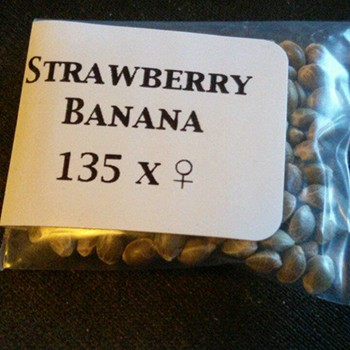 STRAWBERRY
BANANA
135 x ♀